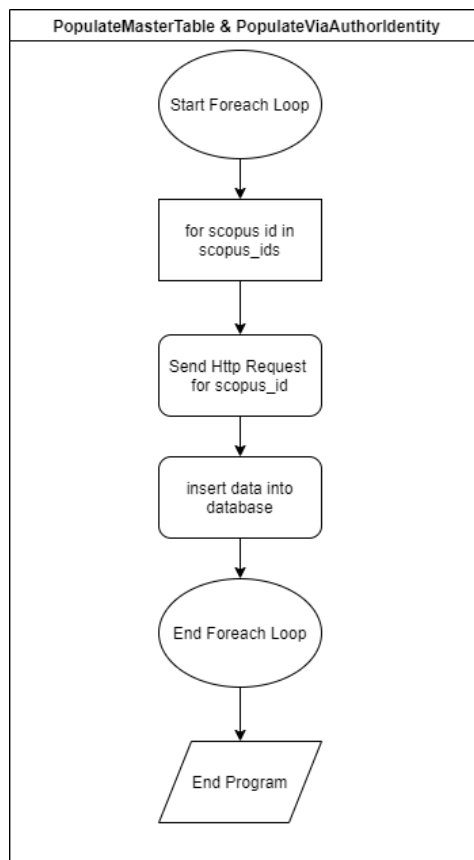 PopulateMasterTable & PopulateViaAuthorIdentity
Start Foreach Loop
for scopus id in
scopus_ids
Send Http Request
for scopus_id
insert data into
database
End Foreach Loop
End Program